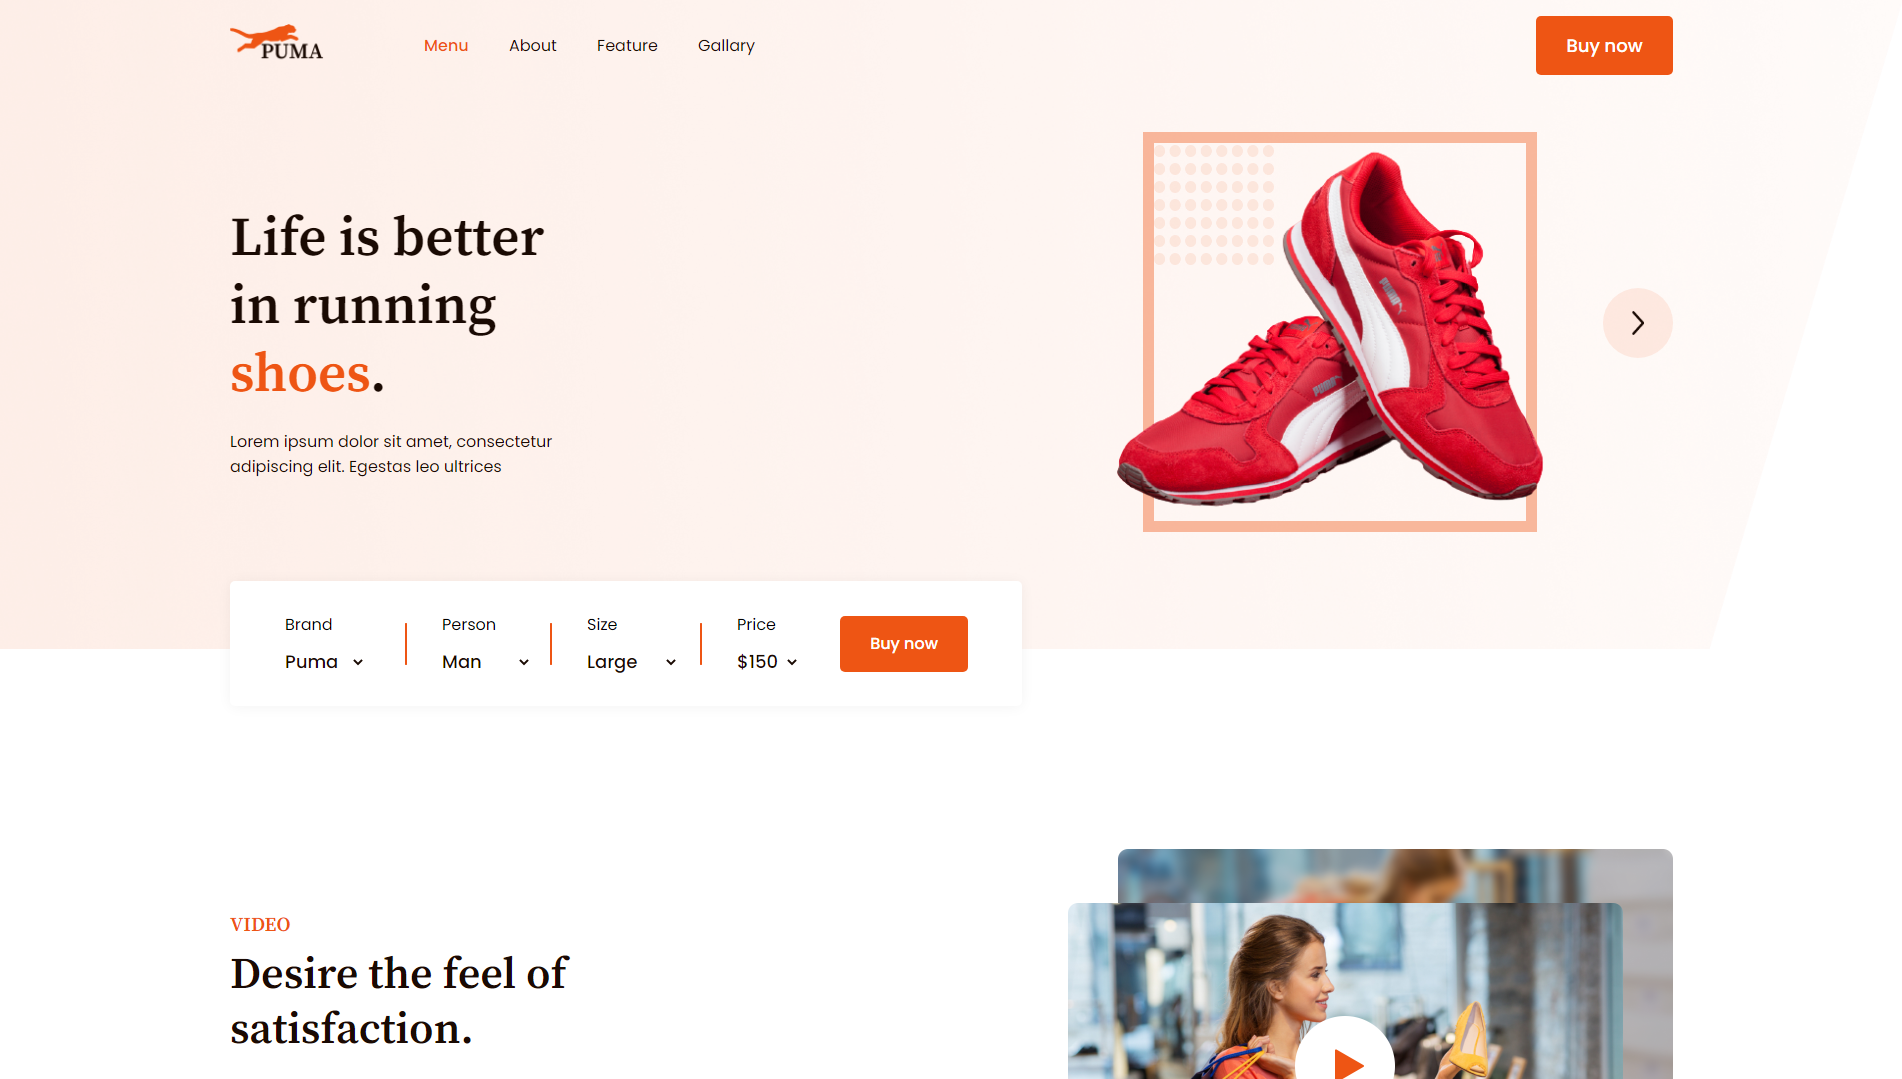 PUMA
Menu
About
Feature
Gallary
Buy now
Life is better
in running
shoes.
Lorem ipsum dolor sit amet, consectetur
adipiscing elit. Egestas leo ultrices
PUMA
PUMA
Brand
Puma
Person
Man
Size
Large
Price
$150
Buy now
VIDEO
Desire the feel of
satisfaction.